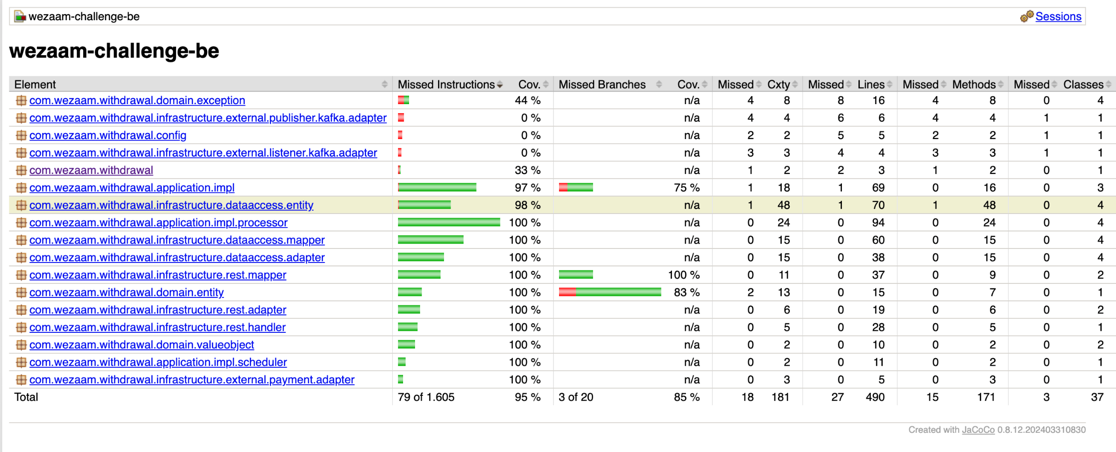 wezaam-challenge-be Sessions
wezaam-challenge-be
Element Missed Instructions Cov. Missed Branches Cov. Missed Cxty Missed Lines Missed Methods Missed Classes
com.wezaam.withdrawal.domain.exception 44 % n/a 4 8 8 16 4 8 0 4
com.wezaam.withdrawal.infrastructure.external.publisher.kafka.adapter 0 % n/a 4 4 6 6 4 4 1 1
com.wezaam.withdrawal.config 0 % n/a 2 2 5 5 2 2 1 1
com.wezaam.withdrawal.infrastructure.external.listener.kafka.adapter 0 % n/a 3 3 4 4 3 3 1 1
com.wezaam.withdrawal 33 % n/a 1 2 2 3 1 2 0 1
com.wezaam.withdrawal.application.impl 97 % 75 % 1 18 1 69 0 16 0 3
com.wezaam.withdrawal.infrastructure.dataaccess.entity 98 % n/a 1 48 1 70 1 48 0 4
com.wezaam.withdrawal.application.impl.processor 100 % n/a 0 24 0 94 0 24 0 4
com.wezaam.withdrawal.infrastructure.dataaccess.mapper 100 % n/a 0 15 0 60 0 15 0 4
com.wezaam.withdrawal.infrastructure.dataaccess.adapter 100 % n/a 0 15 0 38 0 15 0 4
com.wezaam.withdrawal.infrastructure.rest.mapper 100 % 100 % 0 11 0 37 0 9 0 2
com.wezaam.withdrawal.domain.entity 100 % 83 % 2 13 0 15 0 7 0 1
com.wezaam.withdrawal.infrastructure.rest.adapter 100 % n/a 0 6 0 19 0 6 0 2
com.wezaam.withdrawal.infrastructure.rest.handler 100 % n/a 0 5 0 28 0 5 0 1
com.wezaam.withdrawal.domain.valueobject 100 % n/a 0 2 0 10 0 2 0 2
com.wezaam.withdrawal.application.impl.scheduler 100 % n/a 0 2 0 11 0 2 0 1
com.wezaam.withdrawal.infrastructure.external.payment.adapter 100 % n/a 0 3 0 5 0 3 0 1
Total 79 of 1.605 95 % 3 of 20 85 % 18 181 27 490 15 171 3 37
Created with JaCoCo 0.8.12.202403310830